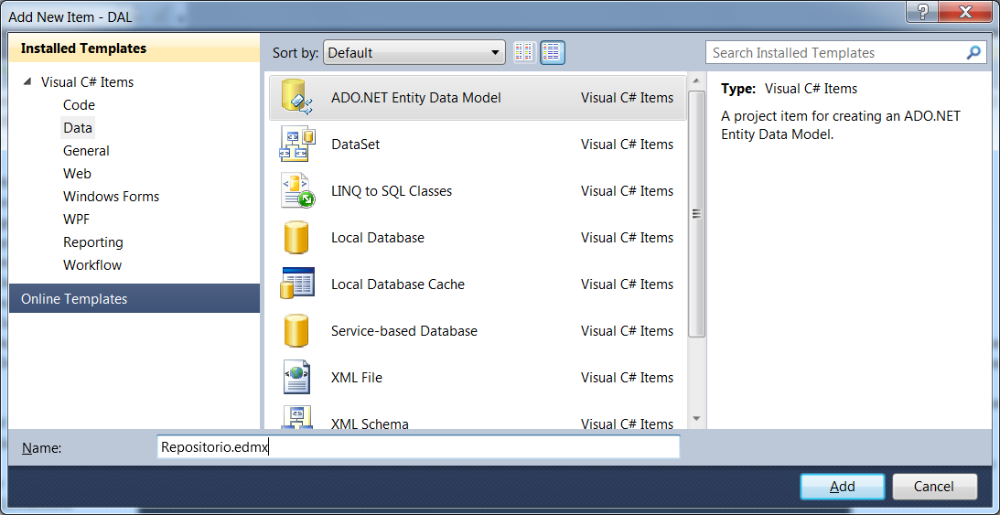 Add New Item - DAL
Installed Templates
Sort by: Default
Search Installed Templates
Visual C# Items
Code
Data
General
Web
Windows Forms
WPF
Reporting
Workflow
Online Templates
ADO.NET Entity Data Model Visual C# Items
DataSet Visual C# Items
LINQ to SQL Classes Visual C# Items
Local Database Visual C# Items
Local Database Cache Visual C# Items
Service-based Database Visual C# Items
XML File Visual C# Items
XML Schema Visual C# Items
Type: Visual C# Items
A project item for creating an ADO.NET
Entity Data Model.
Name: Repositorio.edmx
Add Cancel